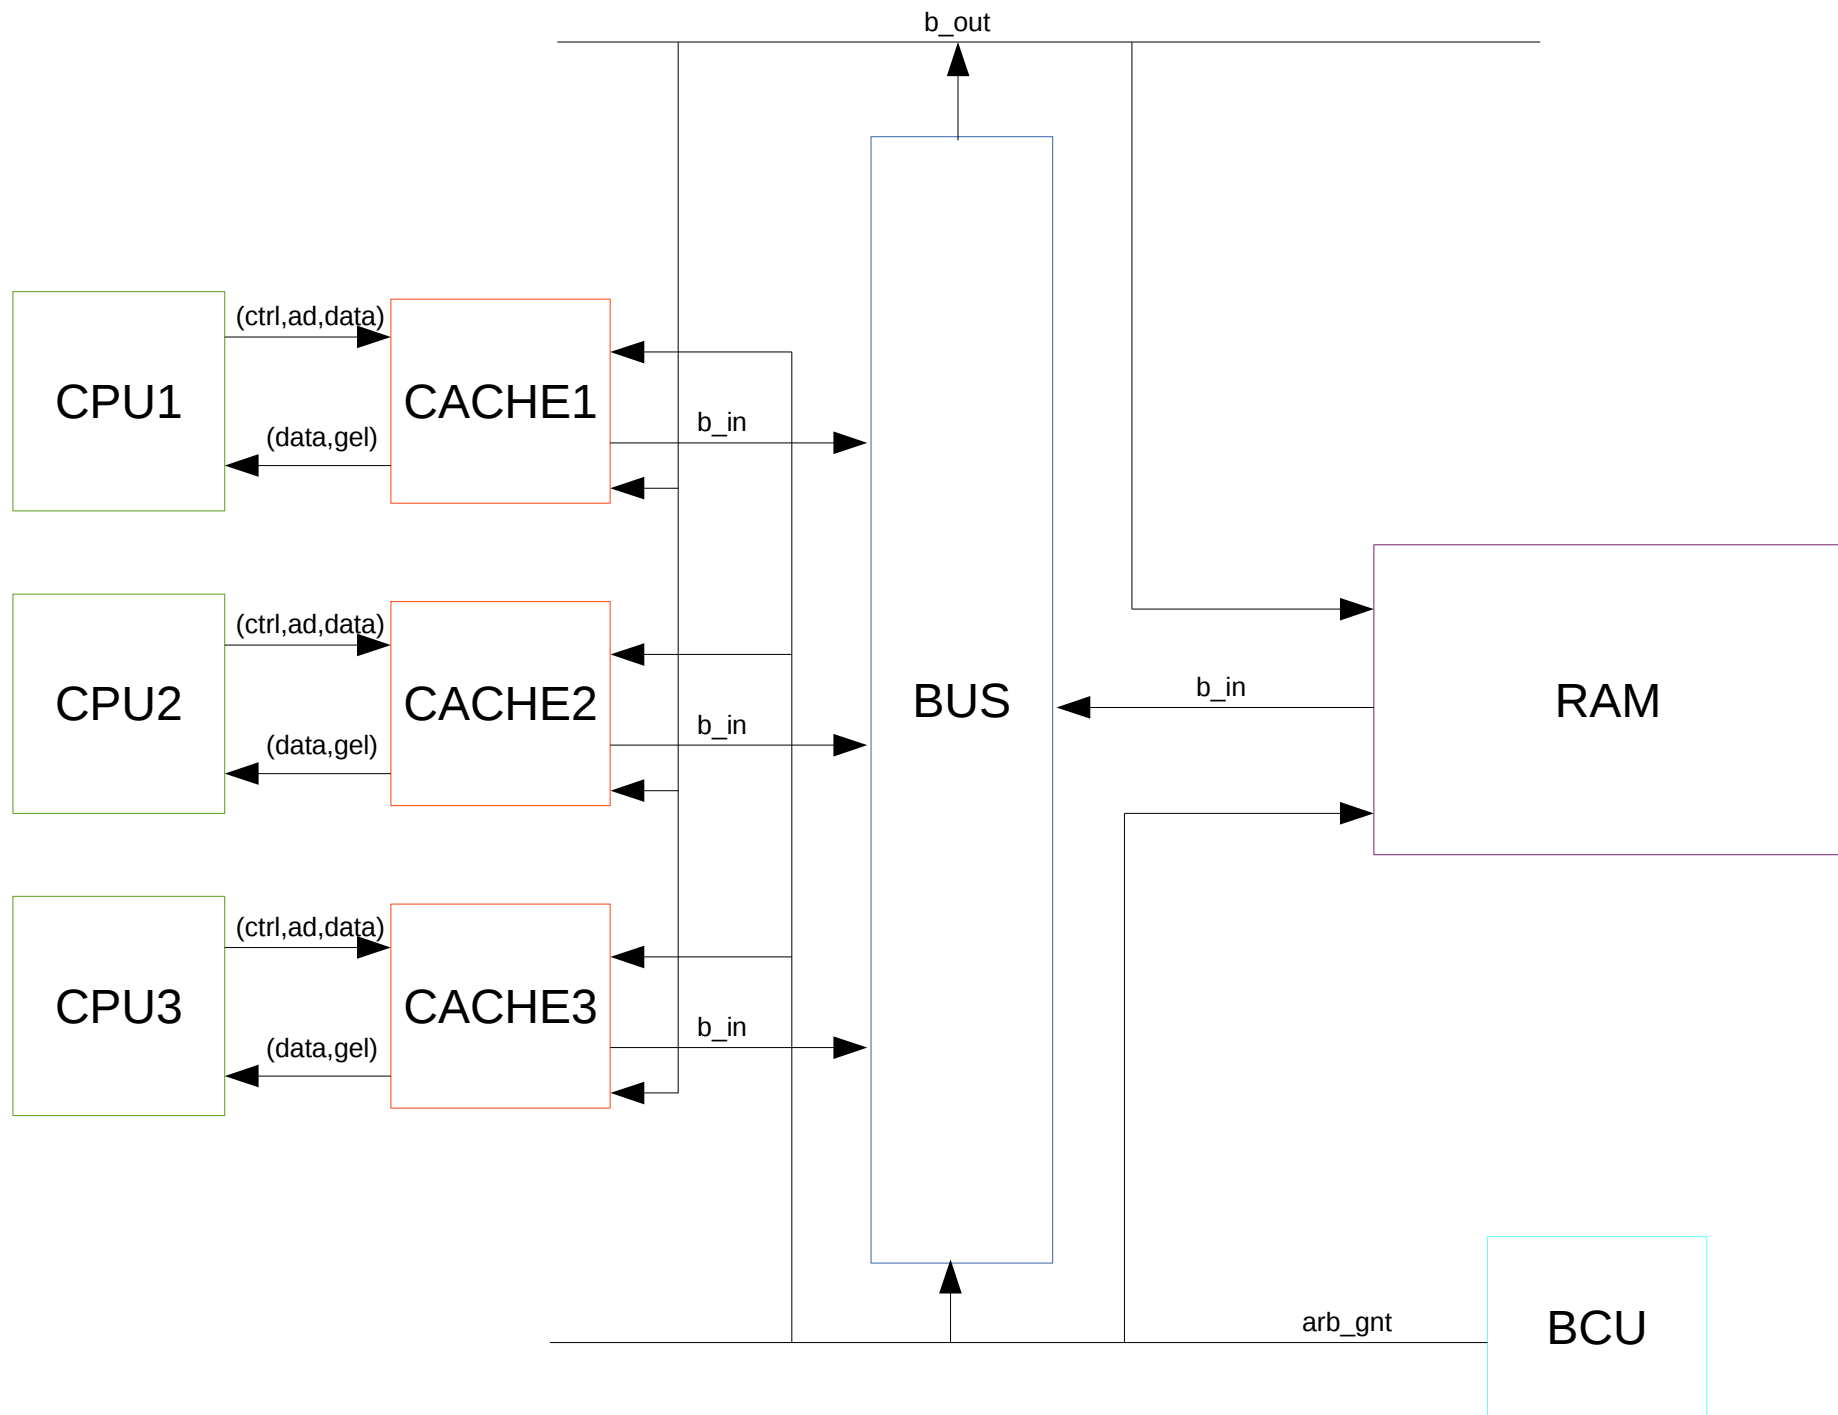 b_out
(ctrl,ad,data)
CPU1
CACHE1
b_in
(data,gel)
(ctrl,ad,data)
CPU2
CACHE2
b_in
(data,gel)
BUS
b_in
RAM
(ctrl,ad,data)
CPU3
CACHE3
b_in
(data,gel)
arb_gnt
BCU